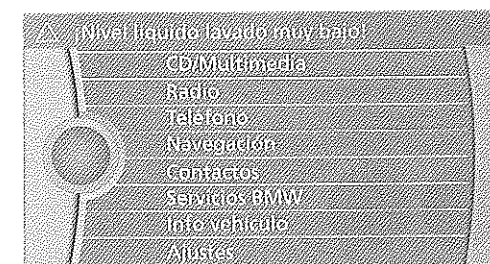 ¡Nivel líquido lavado muy bajo!
CD/Multimedia
Radio
Teléfono
Navegación
Contactos
Servicios BMW
Info vehículo
Ajustes